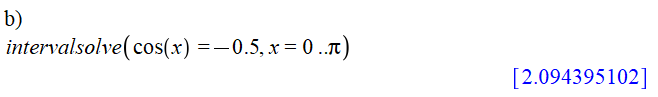 b)
intervalsolve(cos(x) =−0.5, x = 0 ..π)
[2.094395102]